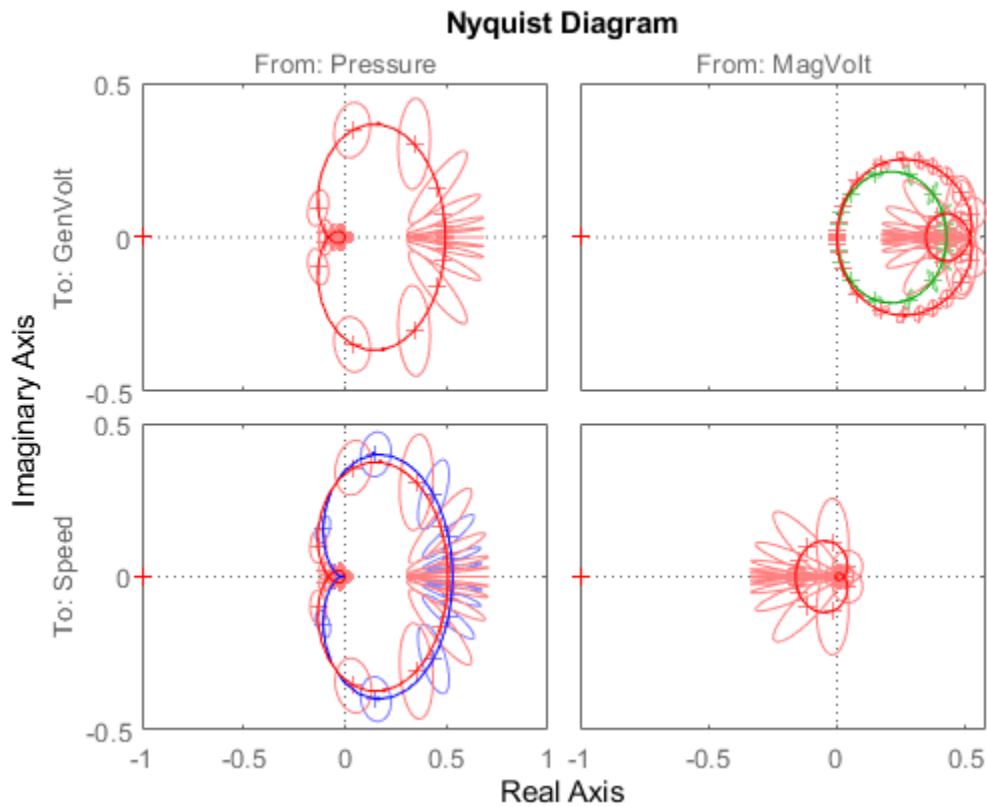 Nyquist Diagram
From: Pressure
From: MagVolt
To: GenVolt
0.5
0
-0.5
Imaginary Axis
To: Speed
0.5
0
-0.5
-1
-0.5
0
0.5
1
-1
-0.5
0
0.5
Real Axis